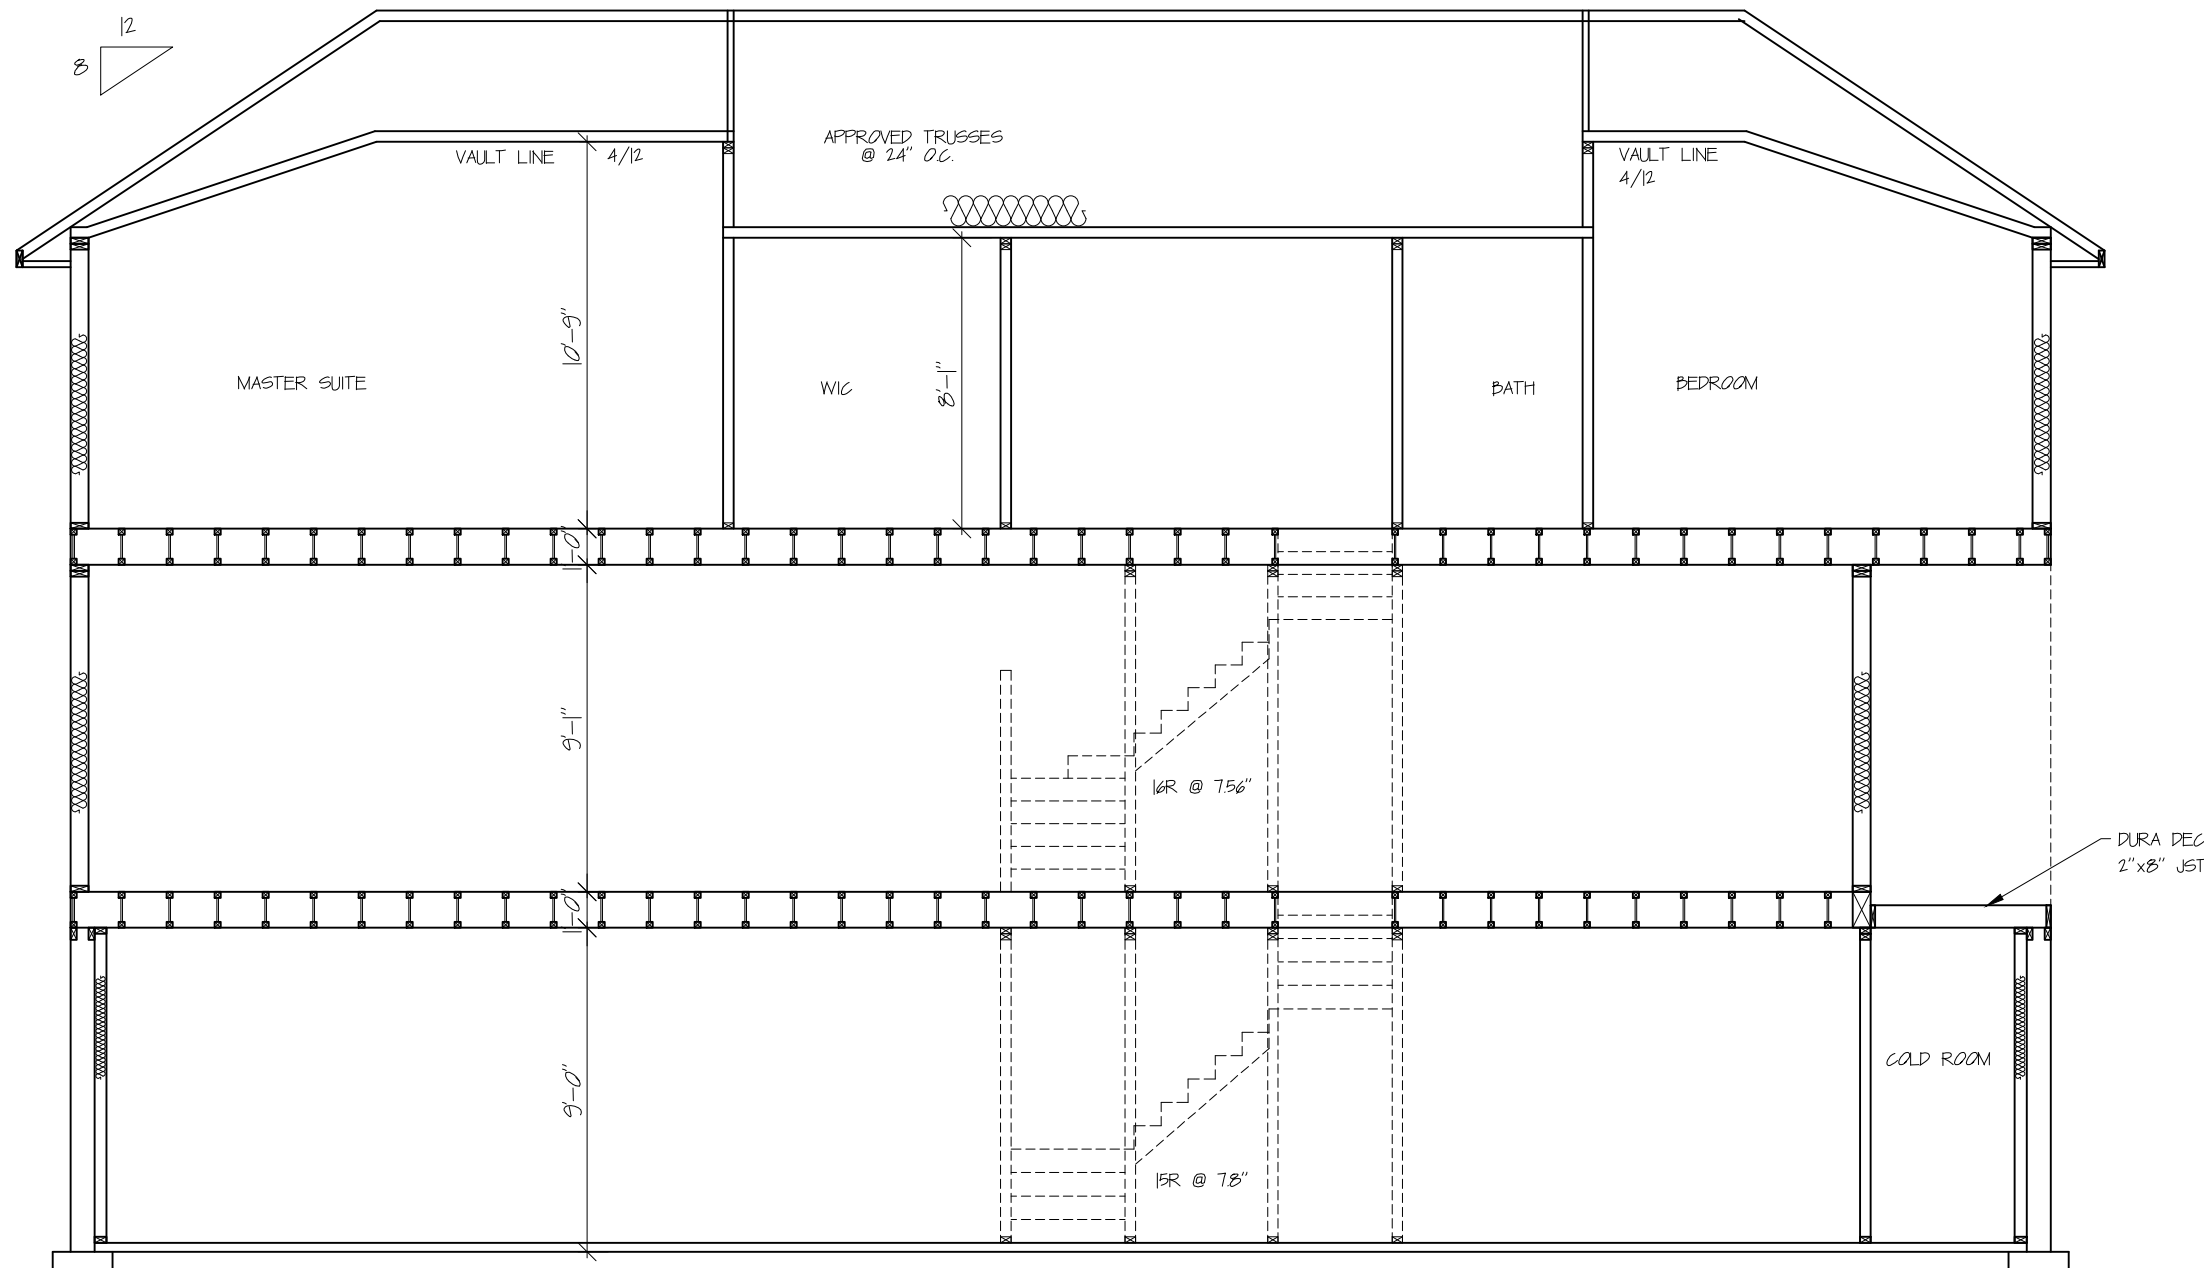 12
8
APPROVED TRUSSES
@ 24" O.C.
VAULT LINE
4/12
VAULT LINE
4/12
10'-9"
8'-1"
MASTER SUITE
WIC
BATH
BEDROOM
1'-0"
9'-1"
16R @ 7.56"
DURA DEC
2"x8" JST
1'-0"
9'-0"
COLD ROOM
15R @ 7.8"